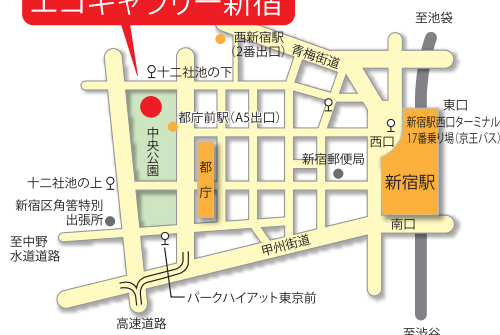 エコギャラリー新宿
至池袋
西新宿駅
(2番出口)
青梅街道
十二社池の下
東口
都庁前駅(A5出口)
新宿駅西口ターミナル
17番乗り場(京王バス)
西口
中央公園
新宿郵便局
都庁
新宿駅
十二社池の上
新宿区角筈特別
出張所
南口
至中野
水道道路
甲州街道
パークハイアット東京前
高速道路
至渋谷